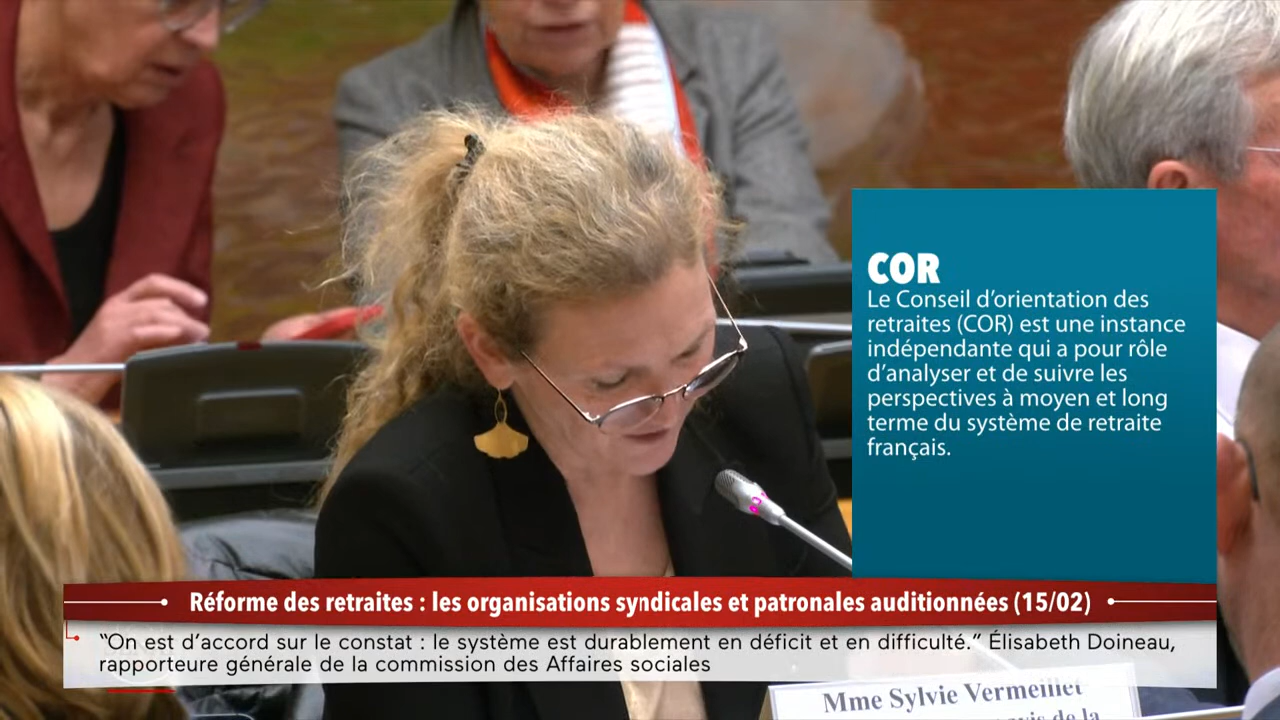 COR
Le Conseil d’orientation des
retraites (COR) est une instance
indépendante qui a pour rôle
d’analyser et de suivre les
perspectives à moyen et long
terme du système de retraite
français.
Réforme des retraites : les organisations syndicales et patronales auditionnées (15/02)
“On est d’accord sur le constat : le système est durablement en déficit et en difficulté.” Élisabeth Doineau,
rapporteure générale de la commission des Affaires sociales
Mme Sylvie Vermeillet
avis de la